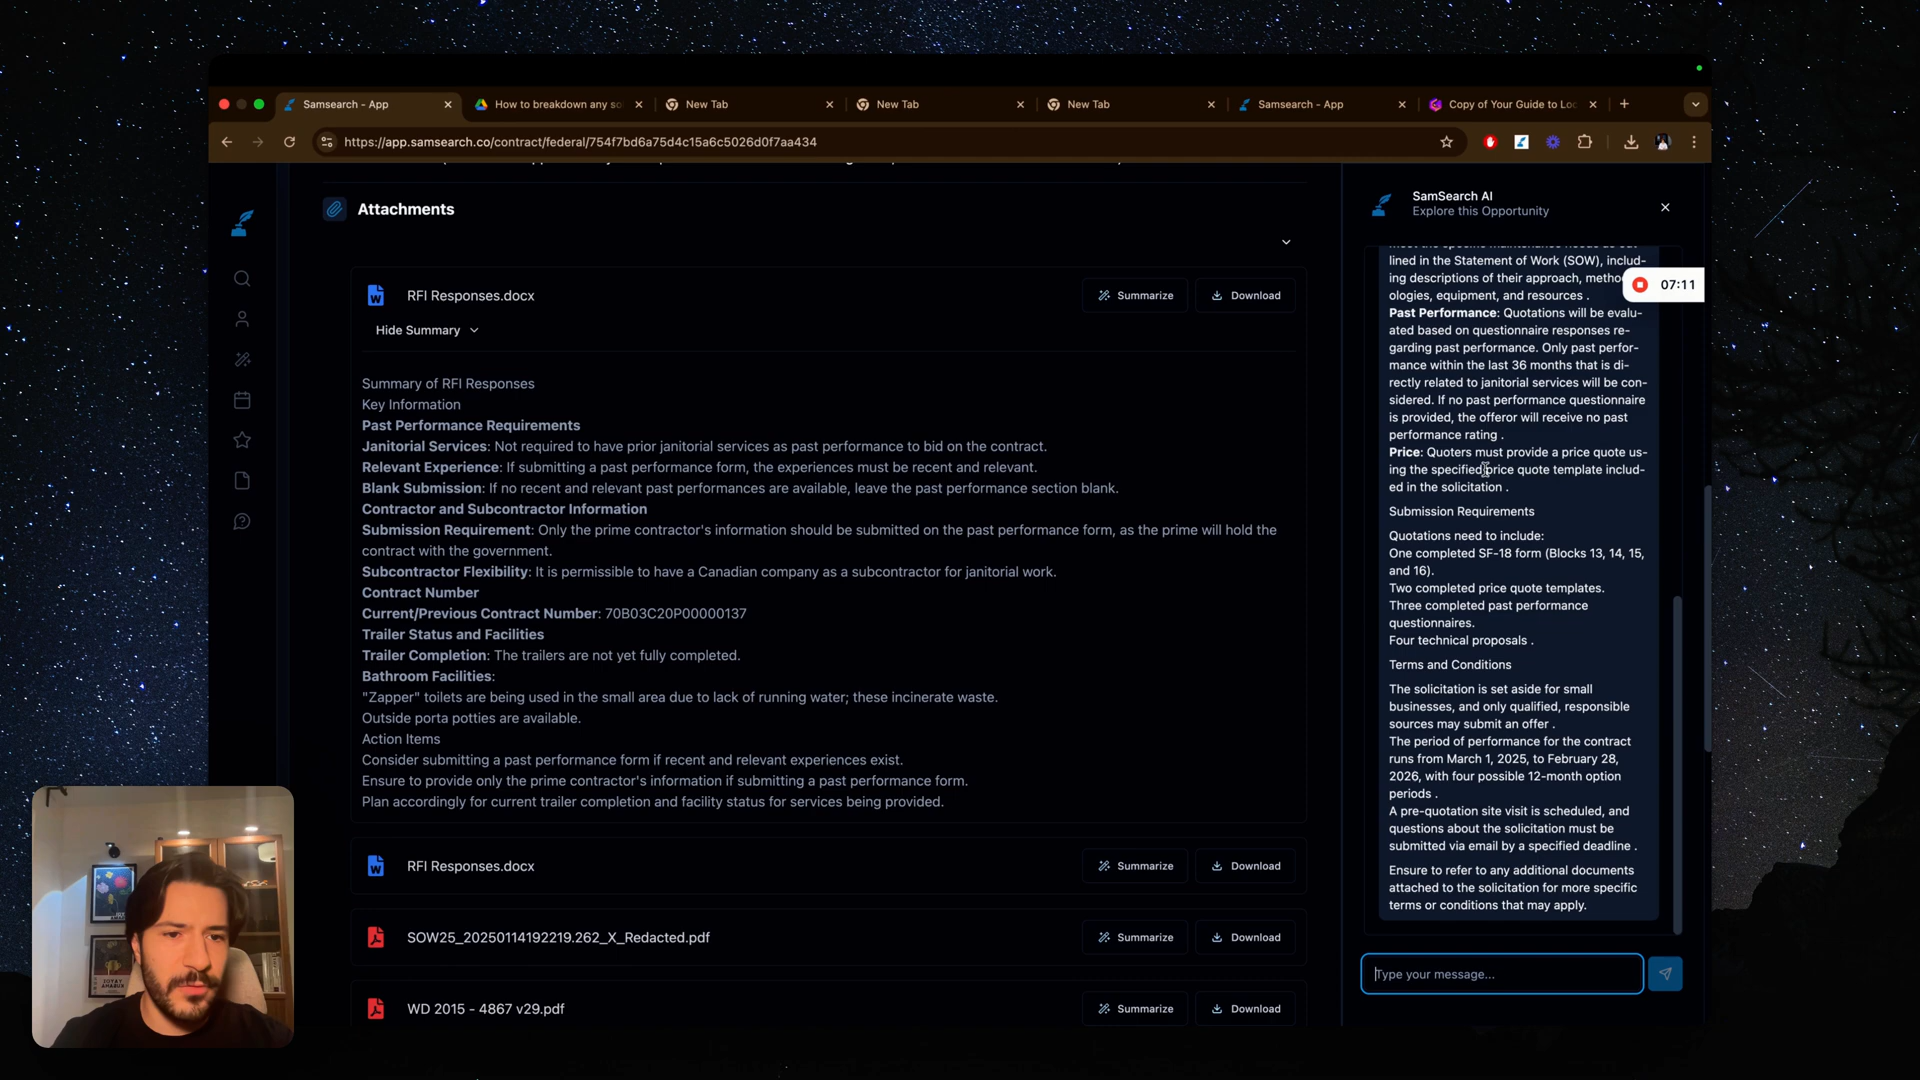 Samsearch - App
How to breakdown any so
New Tab
New Tab
New Tab
Samsearch - App
Copy of Your Guide to Loc
https://app.samsearch.co/contract/federal/754f7bd6a75d4c15a6c5026d0f7aa434
Attachments
RFI Responses.docx
Summarize
Download
Hide Summary
Summary of RFI Responses
Key Information
Past Performance Requirements
Janitorial Services: Not required to have prior janitorial services as past performance to bid on the contract.
Relevant Experience: If submitting a past performance form, the experiences must be recent and relevant.
Blank Submission: If no recent and relevant past performances are available, leave the past performance section blank.
Contractor and Subcontractor Information
Submission Requirement: Only the prime contractor's information should be submitted on the past performance form, as the prime will hold the
contract with the government.
Subcontractor Flexibility: It is permissible to have a Canadian company as a subcontractor for janitorial work.
Contract Number
Current/Previous Contract Number: 70B03C20P00000137
Trailer Status and Facilities
Trailer Completion: The trailers are not yet fully completed.
Bathroom Facilities:
"Zapper" toilets are being used in the small area due to lack of running water; these incinerate waste.
Outside porta potties are available.
Action Items
Consider submitting a past performance form if recent and relevant experiences exist.
Ensure to provide only the prime contractor's information if submitting a past performance form.
Plan accordingly for current trailer completion and facility status for services being provided.
RFI Responses.docx
Summarize
Download
SOW25_20250114192219.262_X_Redacted.pdf
Summarize
Download
WD 2015 - 4867 v29.pdf
Summarize
Download
SamSearch AI
Explore this Opportunity
07:11
lined in the Statement of Work (SOW), includ-
ing descriptions of their approach, method
ologies, equipment, and resources .
Past Performance: Quotations will be evalu-
ated based on questionnaire responses re-
garding past performance. Only past perfor-
mance within the last 36 months that is di-
rectly related to janitorial services will be con-
sidered. If no past performance questionnaire
is provided, the offeror will receive no past
performance rating .
Price: Quoters must provide a price quote us-
ing the specified price quote template includ-
ed in the solicitation .
Submission Requirements
Quotations need to include:
One completed SF-18 form (Blocks 13, 14, 15,
and 16).
Two completed price quote templates.
Three completed past performance
questionnaires.
Four technical proposals .
Terms and Conditions
The solicitation is set aside for small
businesses, and only qualified, responsible
sources may submit an offer .
The period of performance for the contract
runs from March 1, 2025, to February 28,
2026, with four possible 12-month option
periods .
A pre-quotation site visit is scheduled, and
questions about the solicitation must be
submitted via email by a specified deadline .
Ensure to refer to any additional documents
attached to the solicitation for more specific
terms or conditions that may apply.
Type your message...